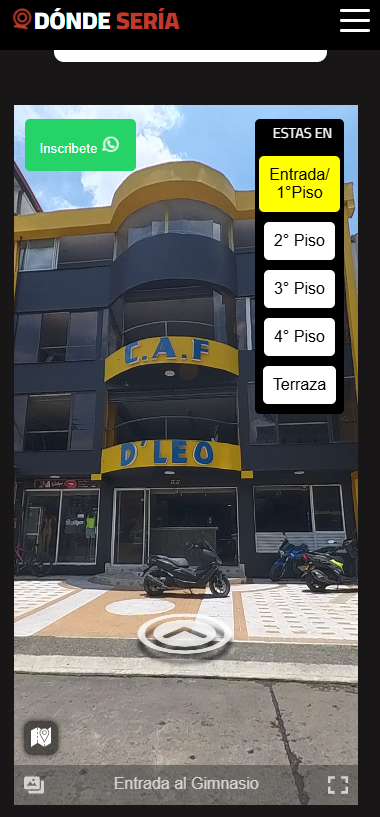 DÓNDE SERÍA
Inscribete
ESTAS EN
Entrada/
1°Piso
2° Piso
3° Piso
4° Piso
Terraza
C.A.F
D'LEO
Entrada al Gimnasio